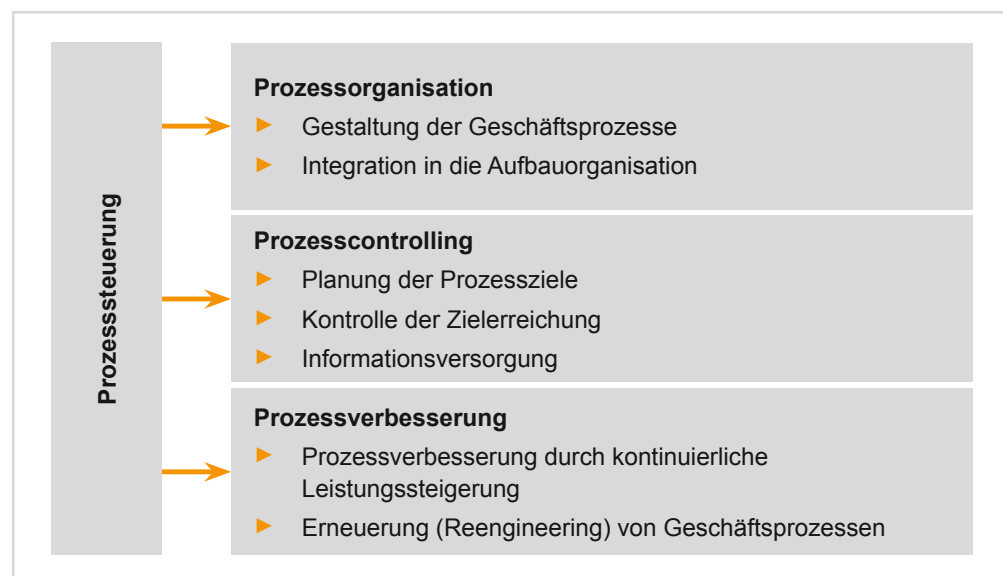 Prozesssteuerung
Prozessorganisation
Gestaltung der Geschäftsprozesse
Integration in die Aufbauorganisation
Prozesscontrolling
Planung der Prozessziele
Kontrolle der Zielerreichung
Informationsversorgung
Prozessverbesserung
Prozessverbesserung durch kontinuierliche
Leistungssteigerung
Erneuerung (Reengineering) von Geschäftsprozessen